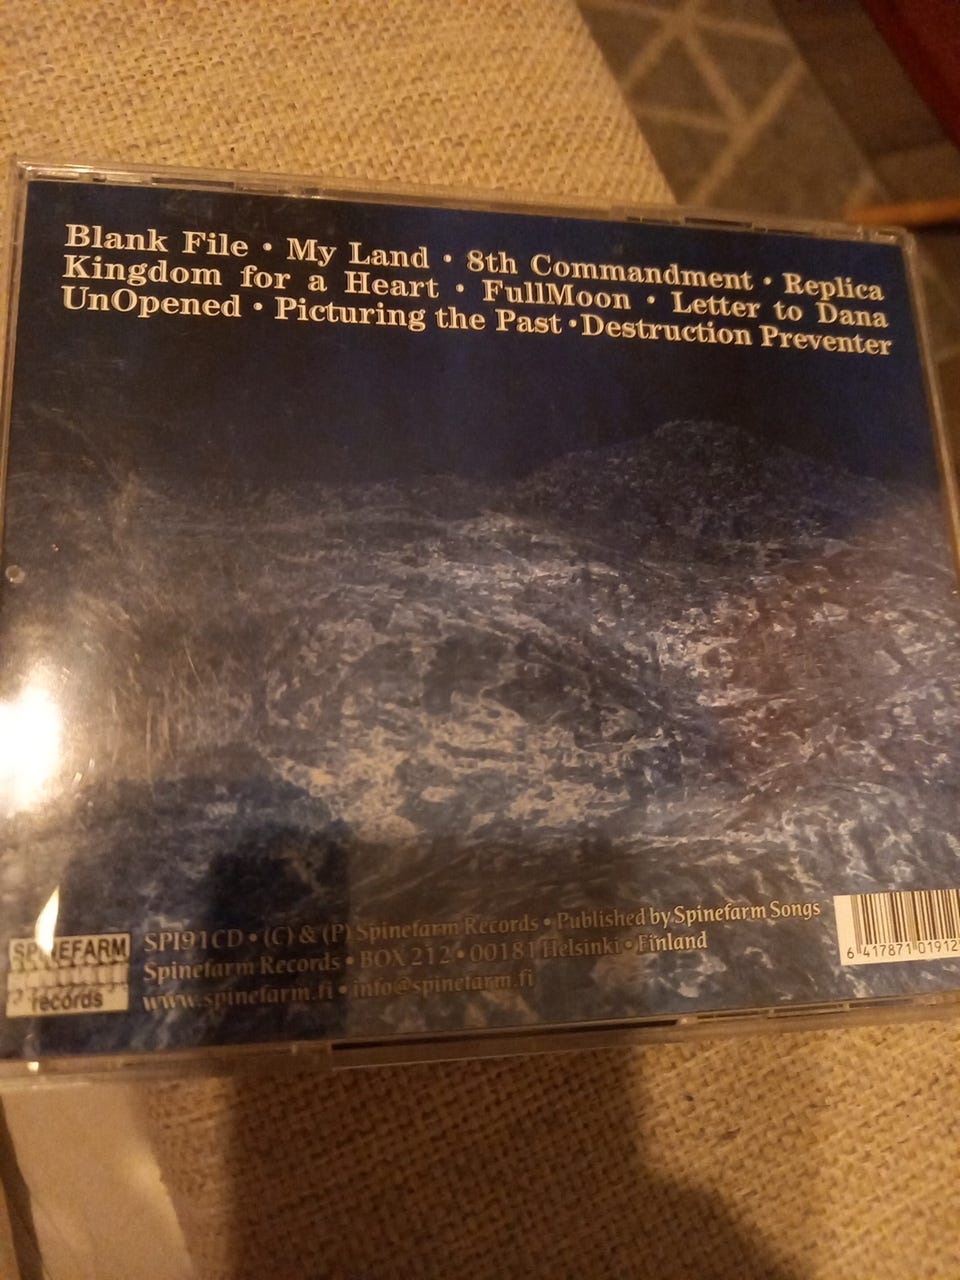 Blank File • My Land • 8th Commandment • Replica
Kingdom for a Heart • FullMoon • Letter to Dana
UnOpened • Picturing the Past • Destruction Preventer
SPI91CD • (C) & (P) Spinefarm Records • Published by Spinefarm Songs
Spinefarm Records • BOX 212 • 00181 Helsinki • Finland
www.spinefarm.fi • info@spinefarm.fi
SPINEFARM
records
6 417871 01912